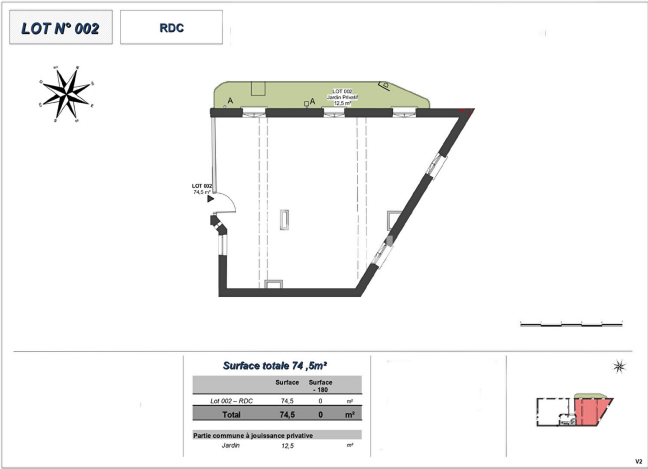 LOT N° 002
RDC
LOT 002
Jardin Privatif
12,5 m²
A
A
LOT 002
74,5 m²
Surface totale 74 ,5m²
Surface Surface - 180
Lot 002 – RDC 74,5 0 m²
Total 74,5 0 m²
Partie commune à jouissance privative
Jardin 12,5 m²
V2